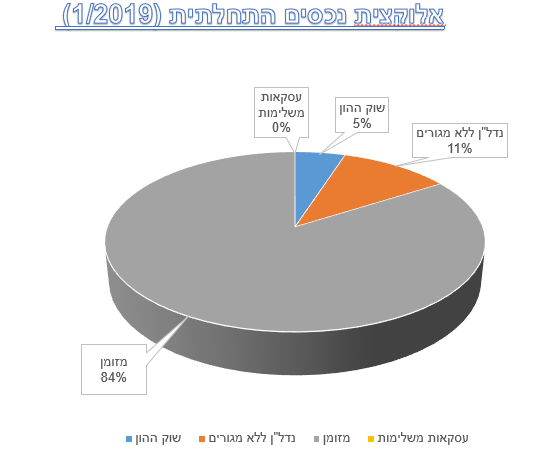 אלוקצית נכסים התחלתית (1/2019)
עסקאות
משלימות
0%
שוק ההון
5%
נדל"ן ללא מגורים
11%
מזומן
84%
שוק ההון
נדל"ן ללא מגורים
מזומן
עסקאות משלימות